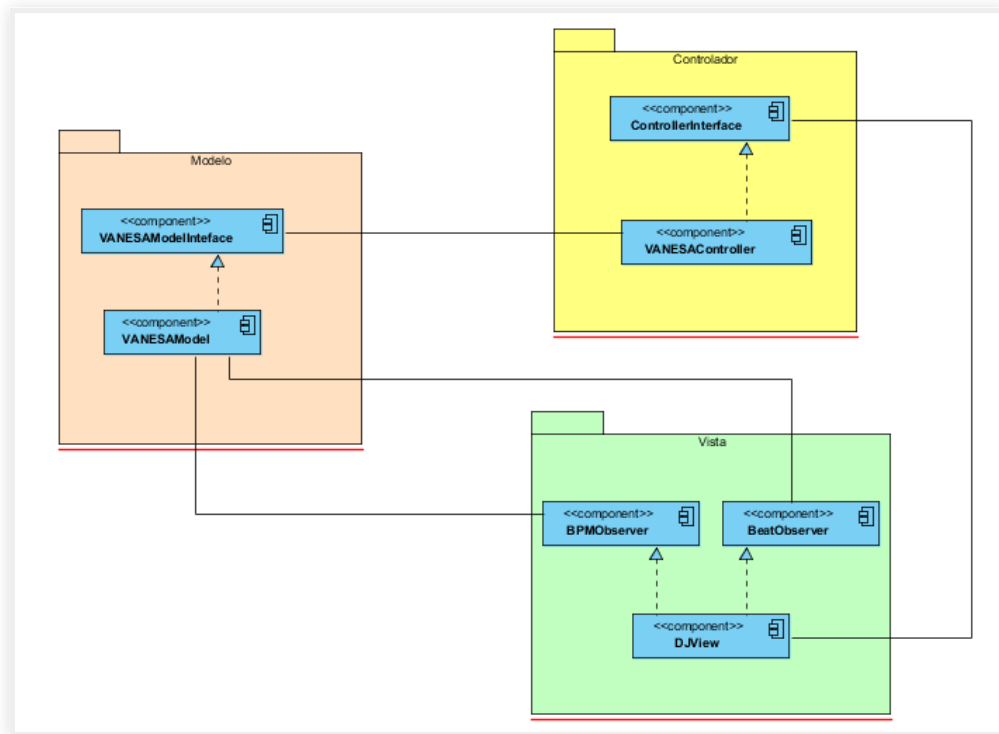 Controlador
<<component>>
ControllerInterface
<<component>>
VANESAController
Modelo
<<component>>
VANESAModelInteface
<<component>>
VANESAModel
Vista
<<component>>
BPMObserver
<<component>>
BeatObserver
<<component>>
DJView